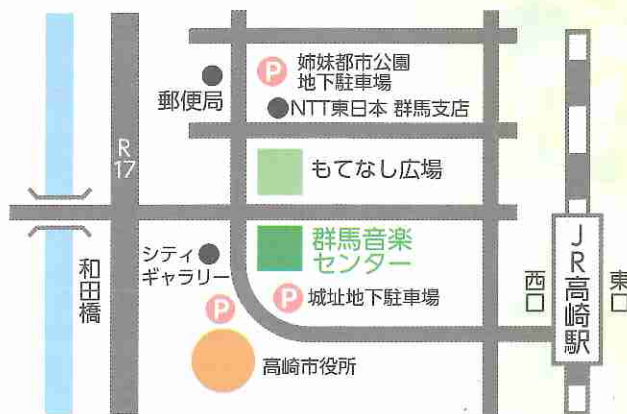 P
姉妹都市公園
地下駐車場
郵便局
NTT東日本 群馬支店
R
17
もてなし広場
群馬音楽
センター
シティ
ギャラリー
和田橋
P
P
城址地下駐車場
高崎市役所
西口
JR高崎駅
東口